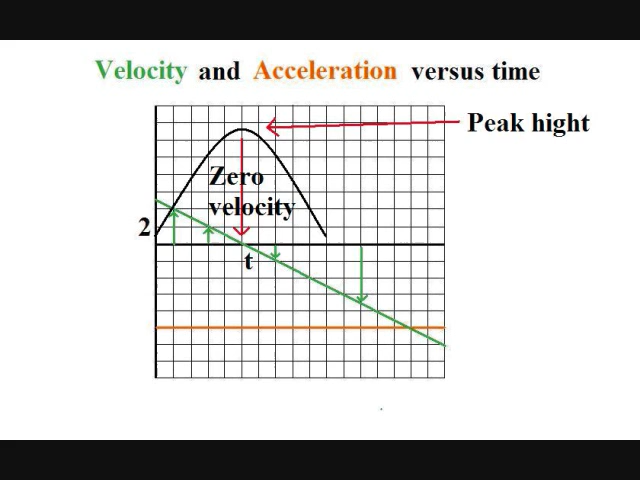 Velocity and Acceleration versus time
Peak hight
Zero
velocity
2
t